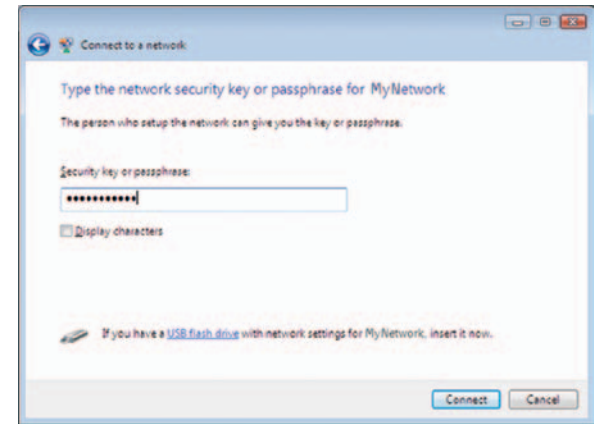 Connect to a network
Type the network security key or passphrase for MyNetwork
The person who setup the network can give you the key or passphrase.
Security key or passphrase:
•••••••••••
Display characters
If you have a USB flash drive with network settings for MyNetwork, insert it now.
Connect Cancel